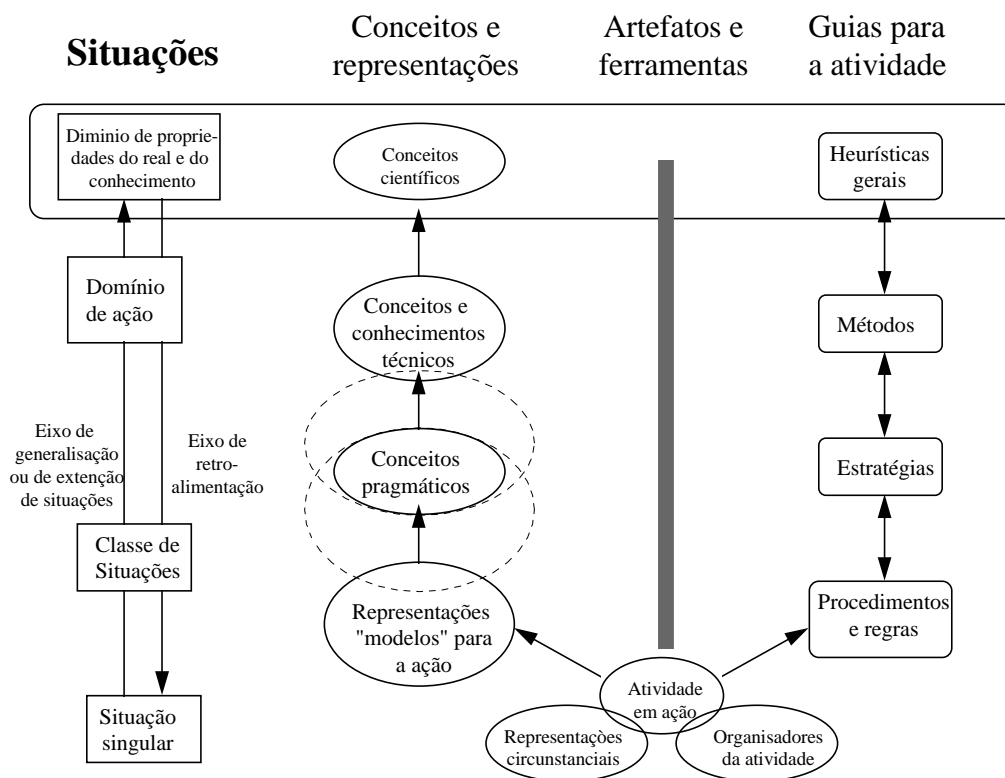 Situações
Conceitos e
representações
Artefatos e
ferramentas
Guias para
a atividade
Diminio de proprie-
dades do real e do
conhecimento
Conceitos
científicos
Heurísticas
gerais
Domínio
de ação
Conceitos e
conhecimentos
técnicos
Métodos
Eixo de
generalisação
ou de extenção
de situações
Eixo de
retro-
alimentação
Conceitos
pragmáticos
Estratégias
Classe de
Situações
Representações
"modelos" para
a ação
Procedimentos
e regras
Situação
singular
Atividade
em ação
Representaçòes
circunstanciais
Organisadores
da atividade